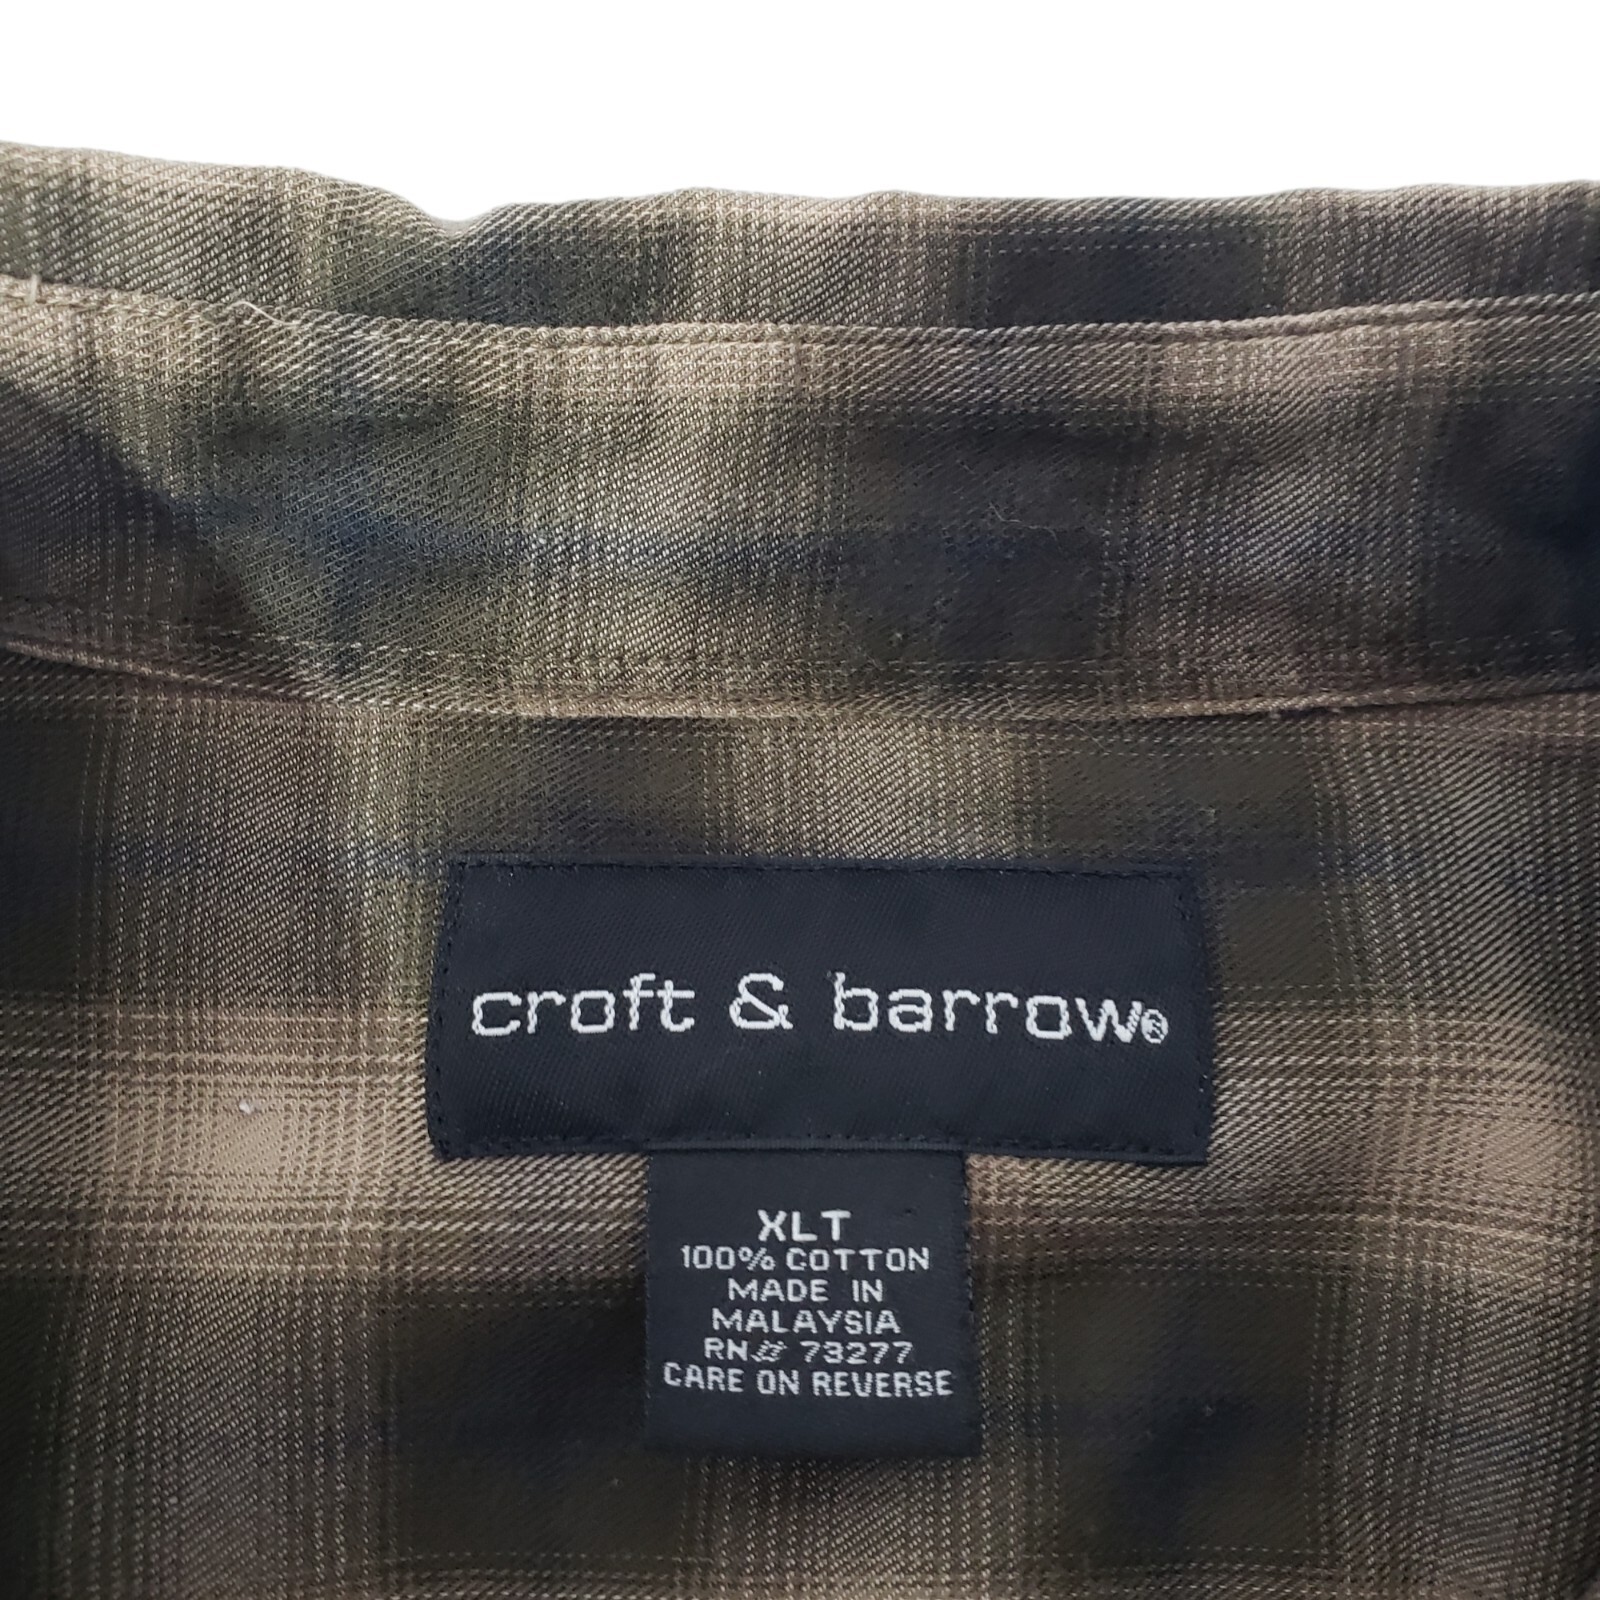 croft & barrow®
XLT
100% COTTON
MADE IN
MALAYSIA
RN# 73277
CARE ON REVERSE